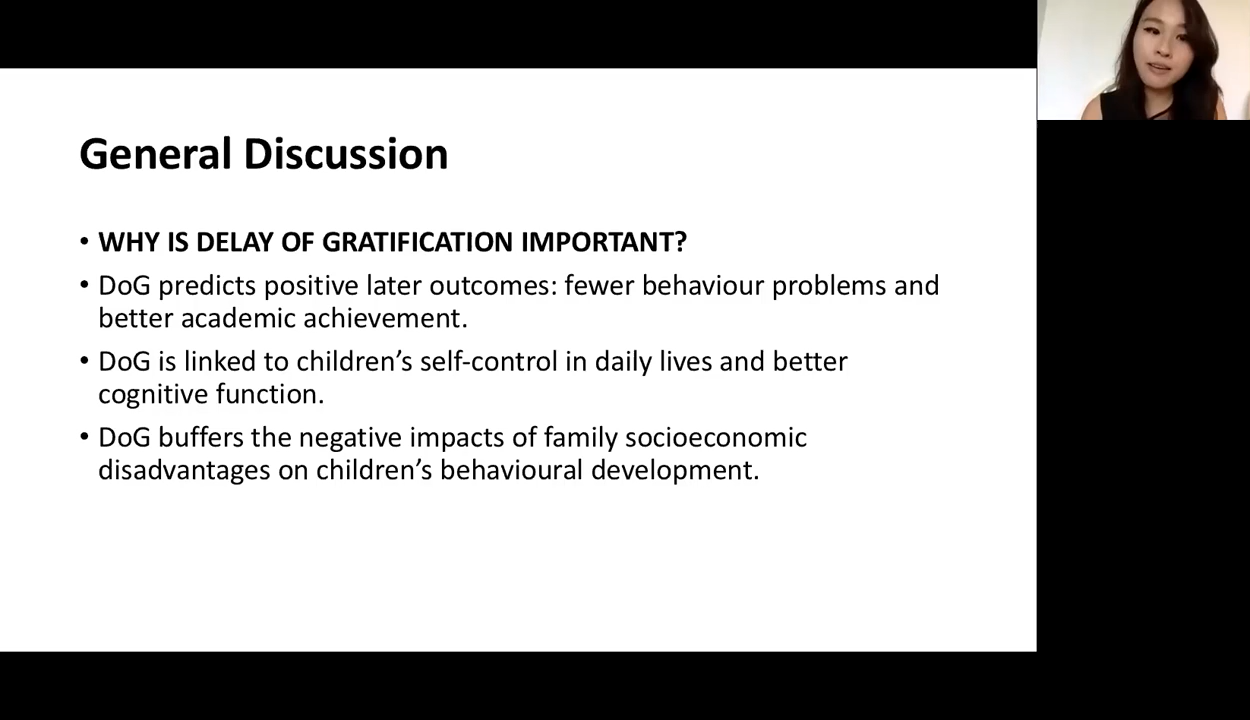 General Discussion
• WHY IS DELAY OF GRATIFICATION IMPORTANT?
• DoG predicts positive later outcomes: fewer behaviour problems and
better academic achievement.
• DoG is linked to children’s self-control in daily lives and better
cognitive function.
• DoG buffers the negative impacts of family socioeconomic
disadvantages on children’s behavioural development.